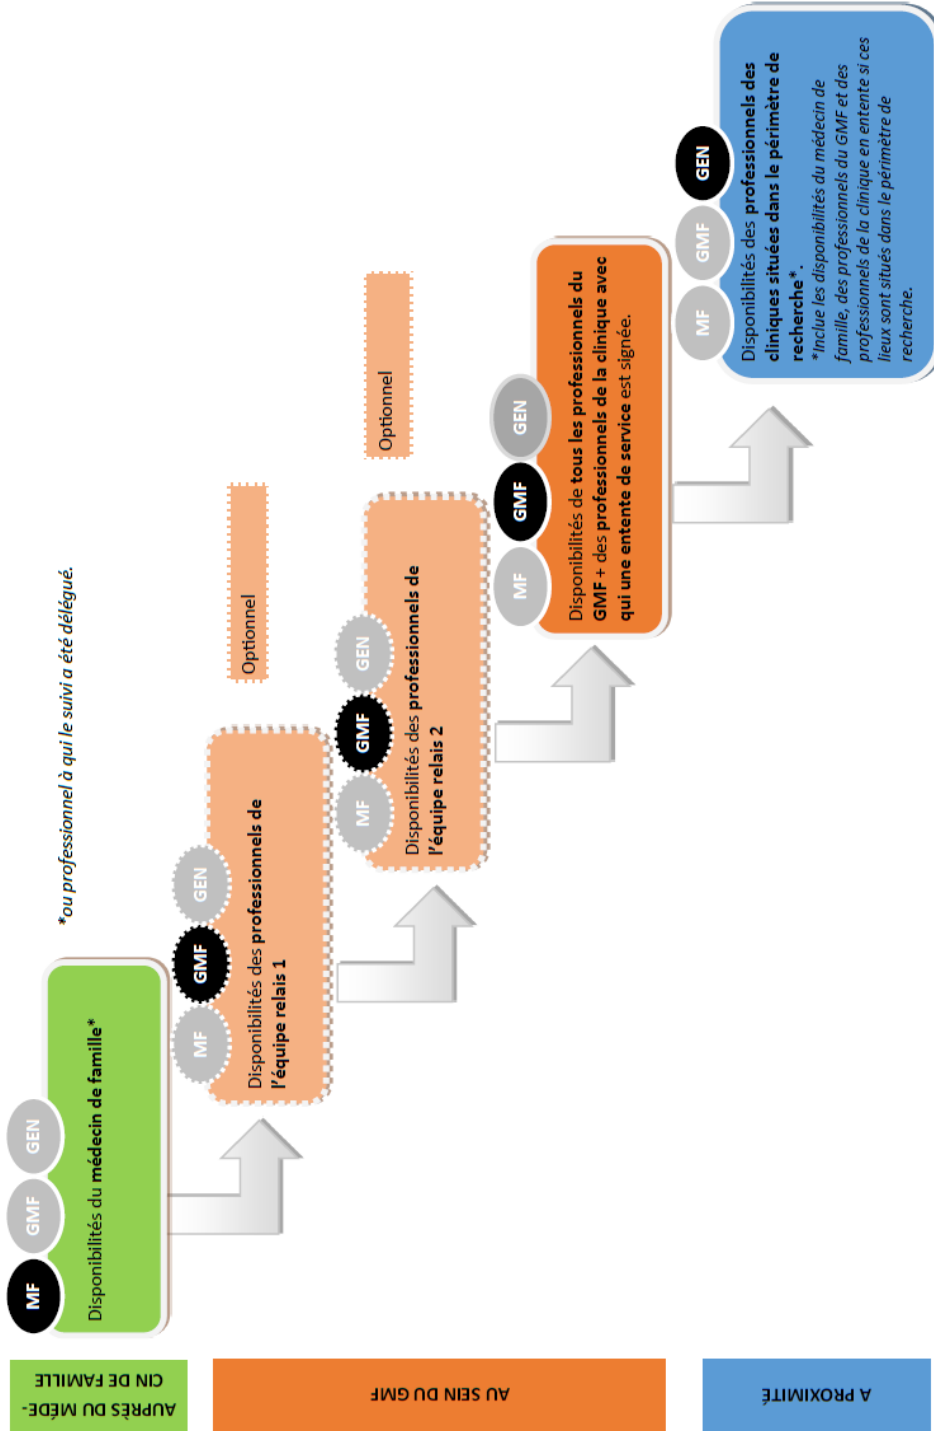 AUPRÈS DU MÉDE-
CIN DE FAMILLE
MF
GMF
GEN
Disponibilités du médecin de famille*
*ou professionnel à qui le suivi a été délégué.
AU SEIN DU GMF
MF
GMF
GEN
Disponibilités des professionnels de
l'équipe relais 1
Optionnel
MF
GMF
GEN
Disponibilités des professionnels de
l'équipe relais 2
Optionnel
MF
GMF
GEN
Disponibilités de tous les professionnels du
GMF + des professionnels de la clinique avec
qui une entente de service est signée.
A PROXIMITÉ
MF
GMF
GEN
Disponibilités des professionnels des
cliniques situées dans le périmètre de
recherche*.
*Inclue les disponibilités du médecin de
famille, des professionnels du GMF et des
professionnels de la clinique en entente si ces
lieux sont situés dans le périmètre de
recherche.